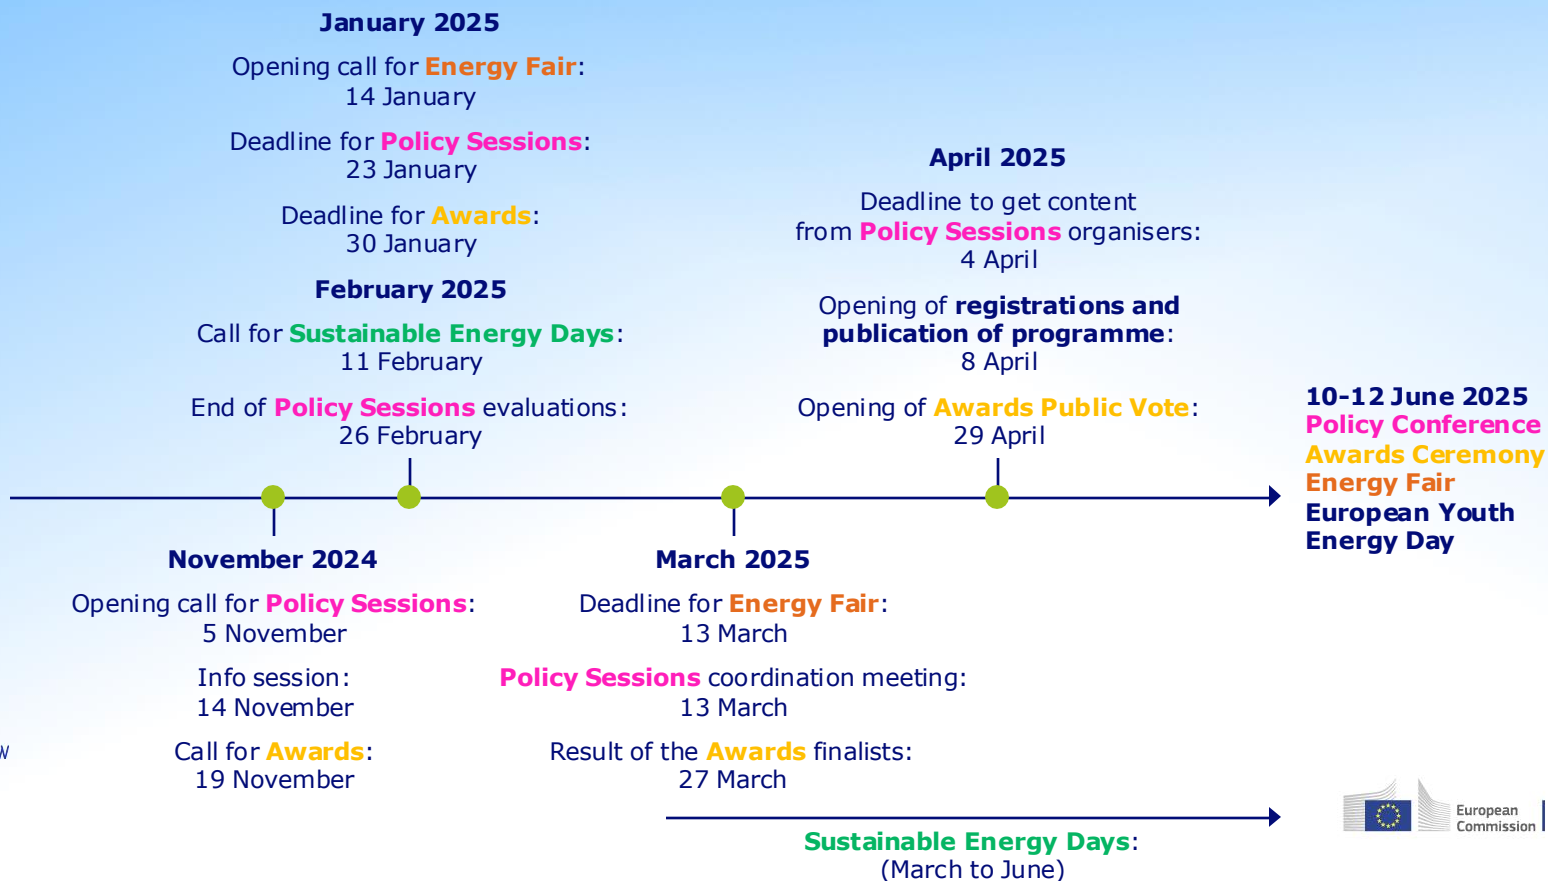 January 2025
Opening call for Energy Fair:
14 January
Deadline for Policy Sessions:
23 January
Deadline for Awards:
30 January
February 2025
Call for Sustainable Energy Days:
11 February
End of Policy Sessions evaluations:
26 February
April 2025
Deadline to get content
from Policy Sessions organisers:
4 April
Opening of registrations and
publication of programme:
8 April
Opening of Awards Public Vote:
29 April
10-12 June 2025
Policy Conference
Awards Ceremony
Energy Fair
European Youth
Energy Day
November 2024
Opening call for Policy Sessions:
5 November
Info session:
14 November
Call for Awards:
19 November
March 2025
Deadline for Energy Fair:
13 March
Policy Sessions coordination meeting:
13 March
Result of the Awards finalists:
27 March
Sustainable Energy Days:
(March to June)
European
Commission